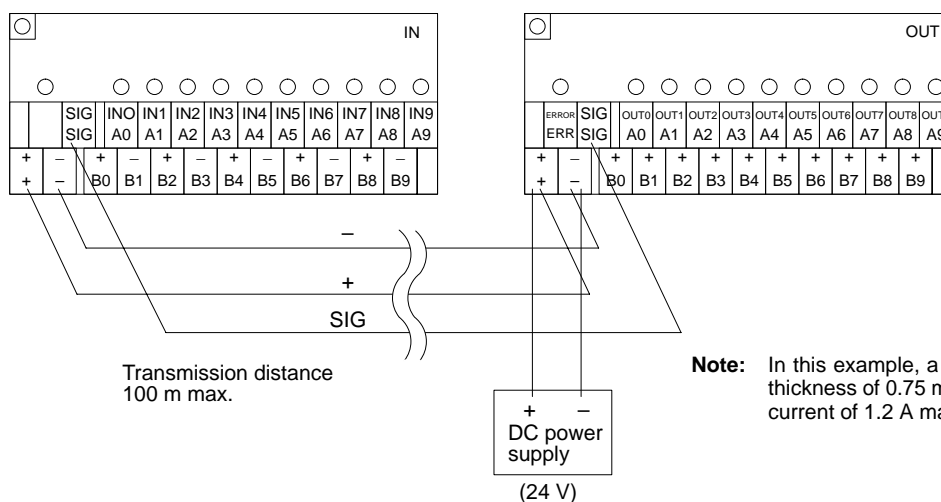 IN
SIG IN0 IN1 IN2 IN3 IN4 IN5 IN6 IN7 IN8 IN9
SIG A0 A1 A2 A3 A4 A5 A6 A7 A8 A9
+ – + – + – + – + – + –
+ – B0 B1 B2 B3 B4 B5 B6 B7 B8 B9
OUT
ERROR SIG OUT0 OUT1 OUT2 OUT3 OUT4 OUT5 OUT6 OUT7 OUT8
ERR SIG A0 A1 A2 A3 A4 A5 A6 A7 A8 A9
+ – + + + + + + + + + +
+ – B0 B1 B2 B3 B4 B5 B6 B7 B8 B9
–
+
SIG
Transmission distance
100 m max.
+ –
DC power
supply
(24 V)
Note: In this example, a
thickness of 0.75
current of 1.2 A